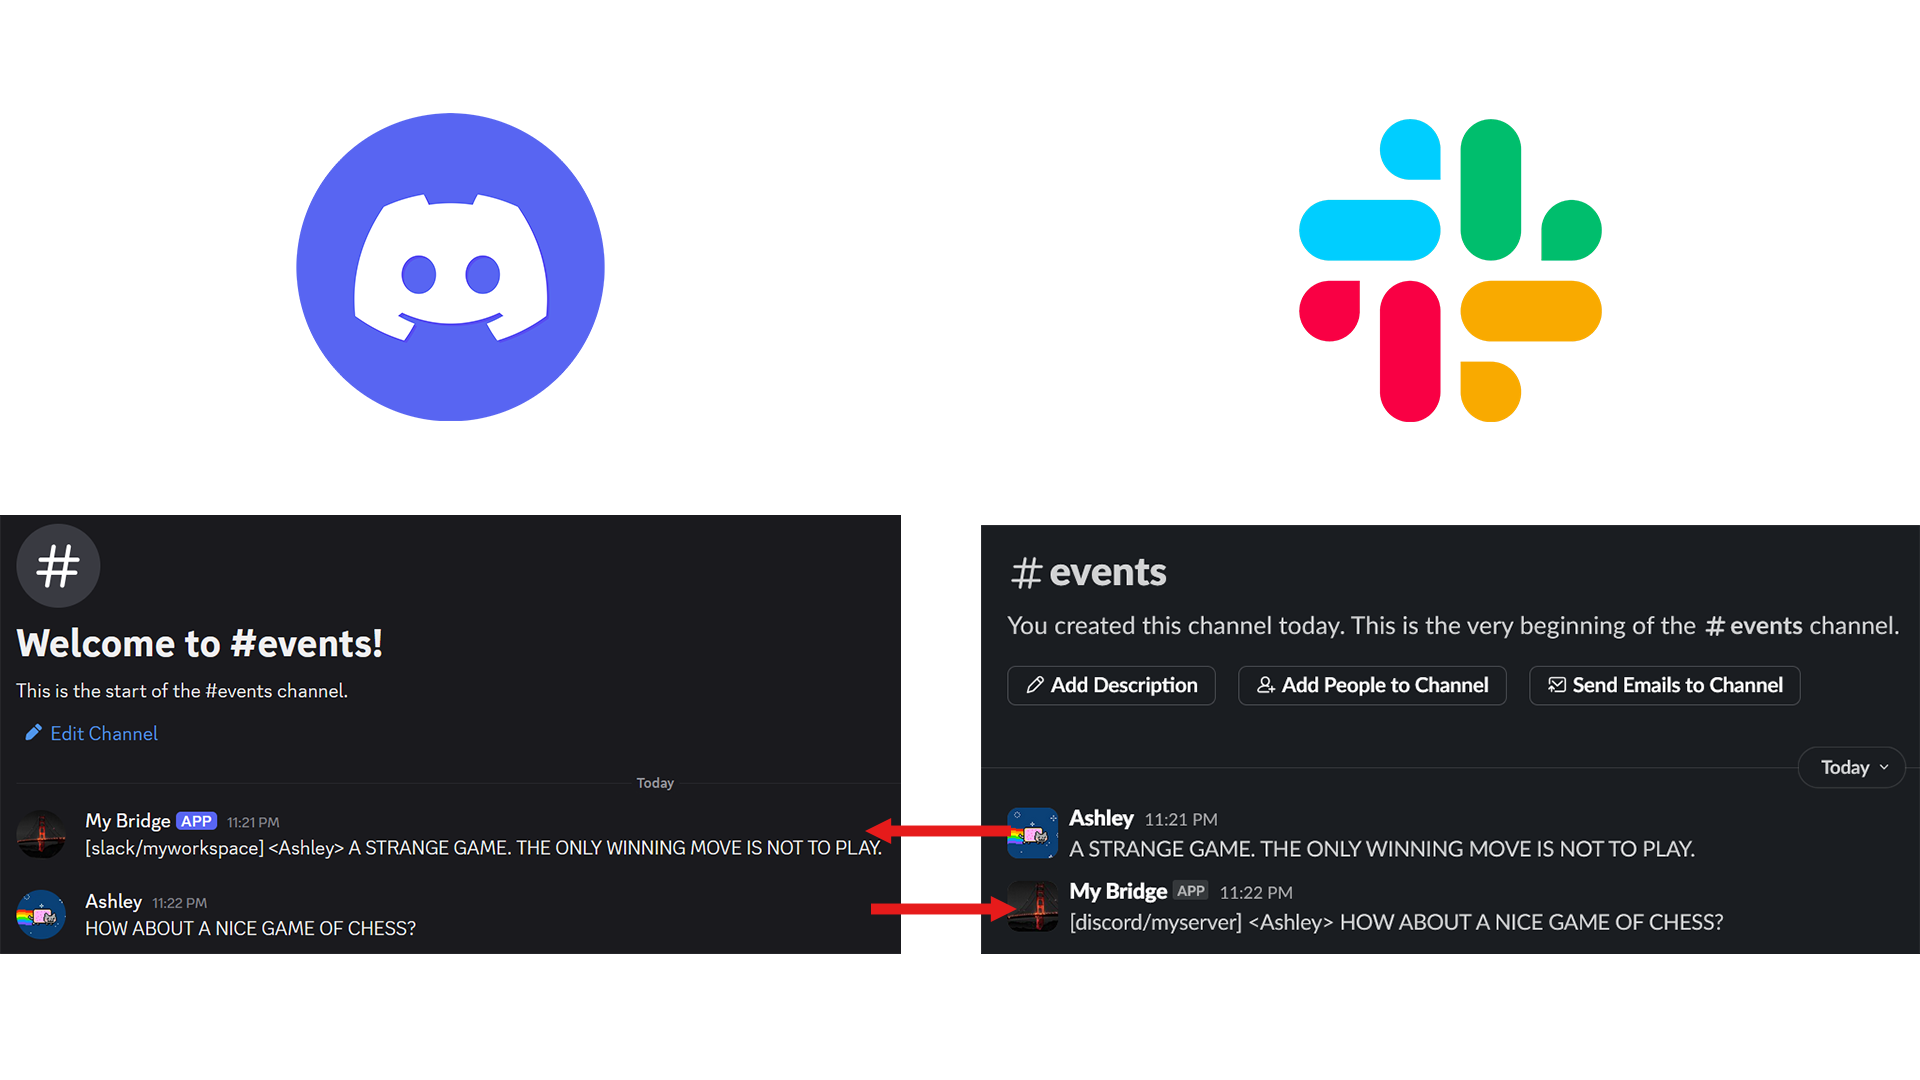 Welcome to #events!
This is the start of the #events channel.
Edit Channel
Today
My Bridge APP 11:21 PM
[slack/myworkspace] <Ashley> A STRANGE GAME. THE ONLY WINNING MOVE IS NOT TO PLAY.
Ashley 11:22 PM
HOW ABOUT A NICE GAME OF CHESS?
# events
You created this channel today. This is the very beginning of the # events channel.
Add Description Add People to Channel Send Emails to Channel
Today
Ashley 11:21 PM
A STRANGE GAME. THE ONLY WINNING MOVE IS NOT TO PLAY.
My Bridge APP 11:22 PM
[discord/myserver] <Ashley> HOW ABOUT A NICE GAME OF CHESS?